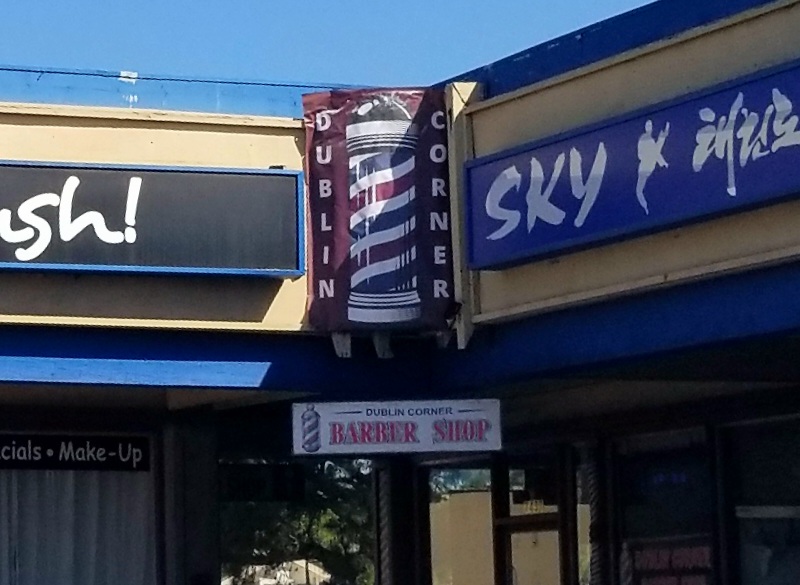 ush!
DUBLIN
CORNER
SKY 태권도
DUBLIN CORNER
BARBER SHOP
cials • Make-Up